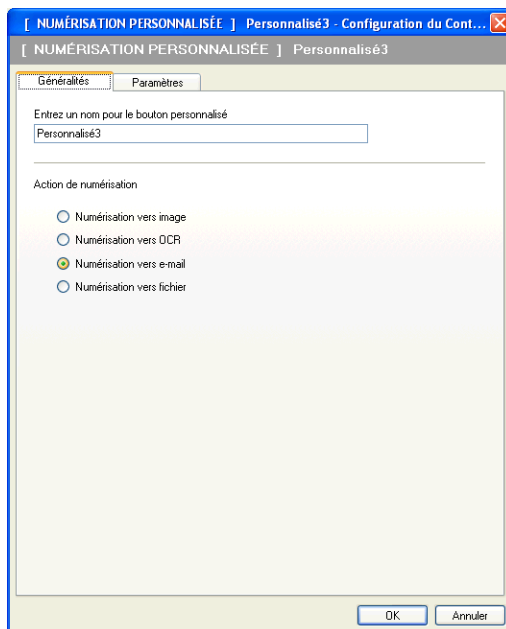 [ NUMÉRISATION PERSONNALISÉE ] Personnalisé3 - Configuration du Cont...
[ NUMÉRISATION PERSONNALISÉE ] Personnalisé3
Généralités Paramètres
Entrez un nom pour le bouton personnalisé
Personnalisé3
Action de numérisation
Numérisation vers image
Numérisation vers OCR
Numérisation vers e-mail
Numérisation vers fichier
OK Annuler